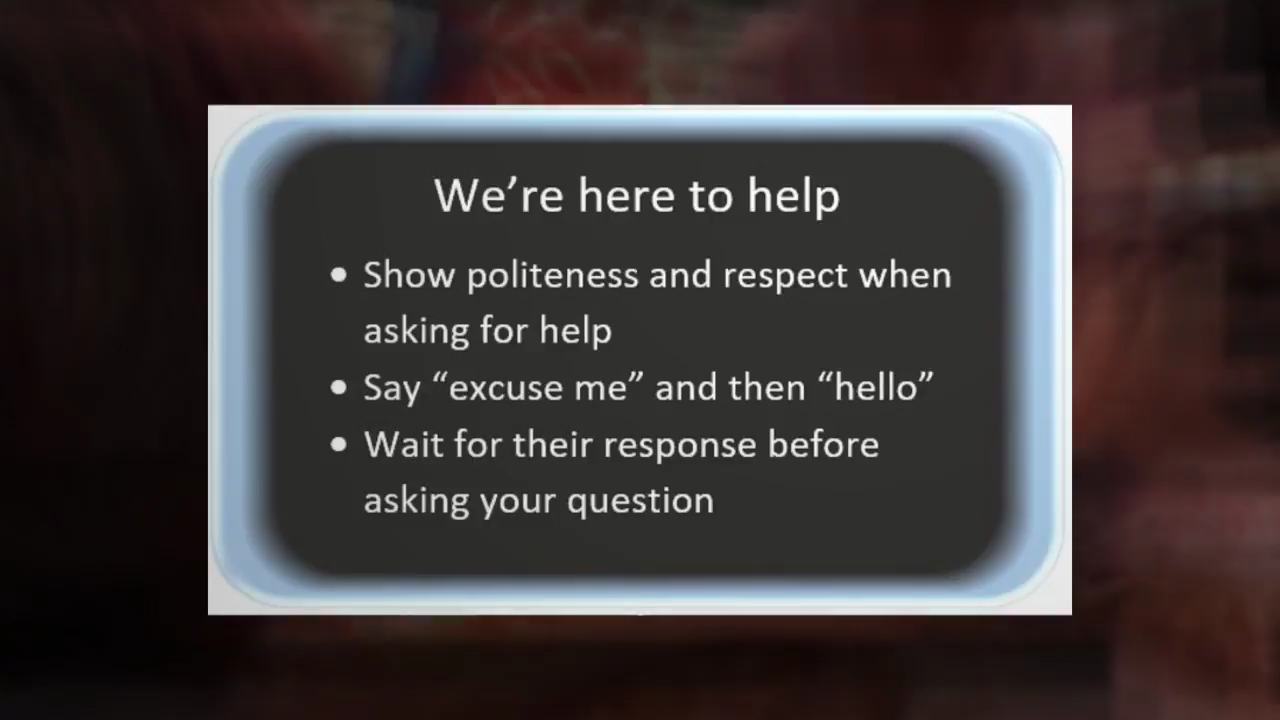 We’re here to help
• Show politeness and respect when
asking for help
• Say “excuse me” and then “hello”
• Wait for their response before
asking your question